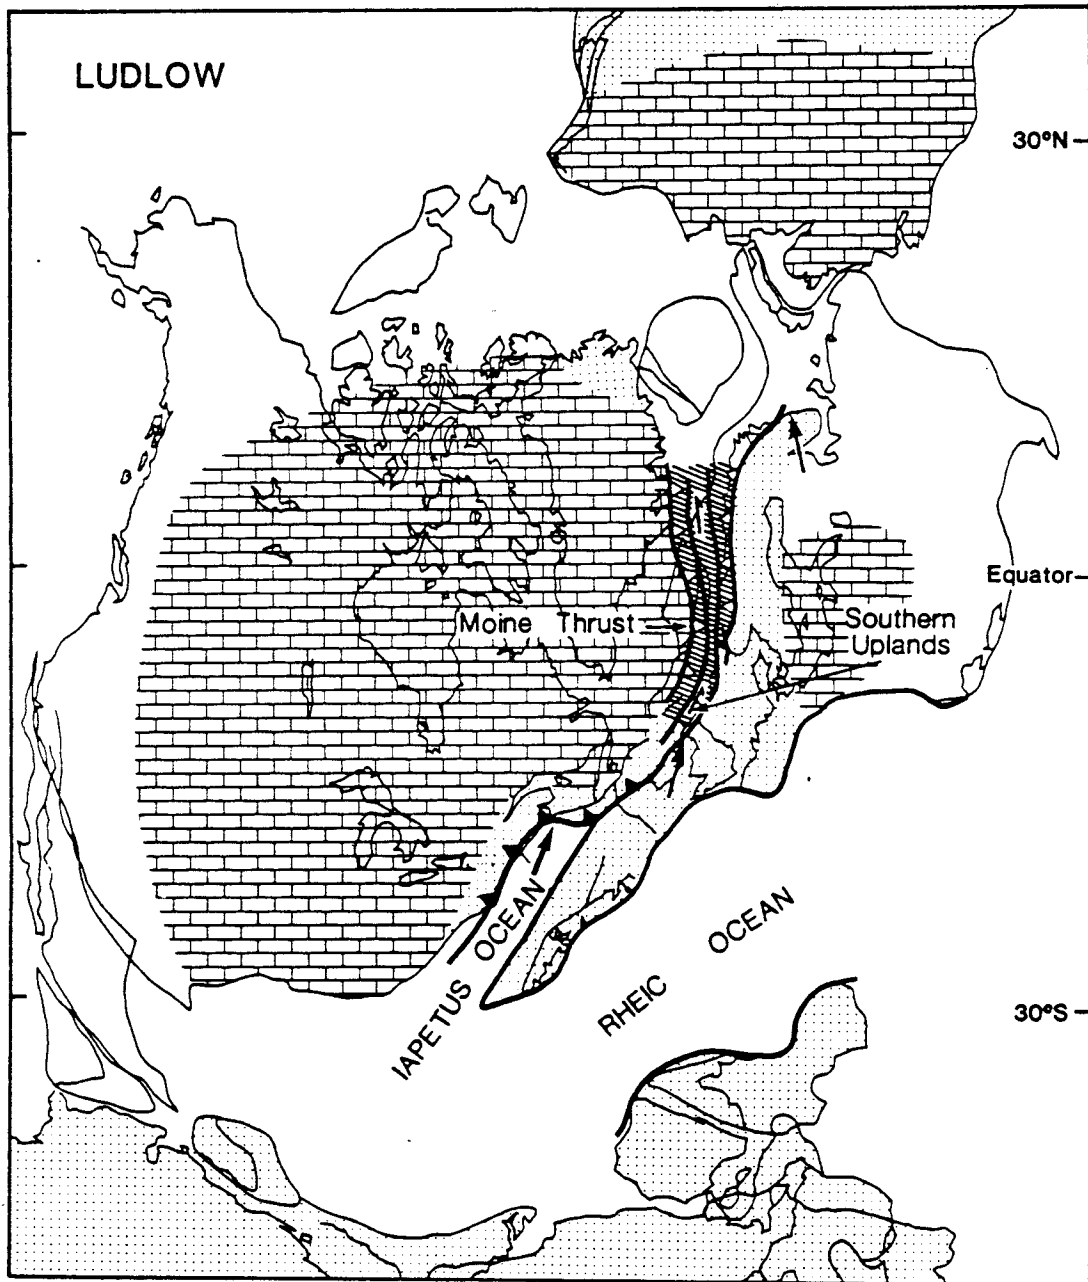 LUDLOW
30°N
Equator
Moine Thrust
Southern
Uplands
IAPETUS OCEAN
RHEIC OCEAN
30°S